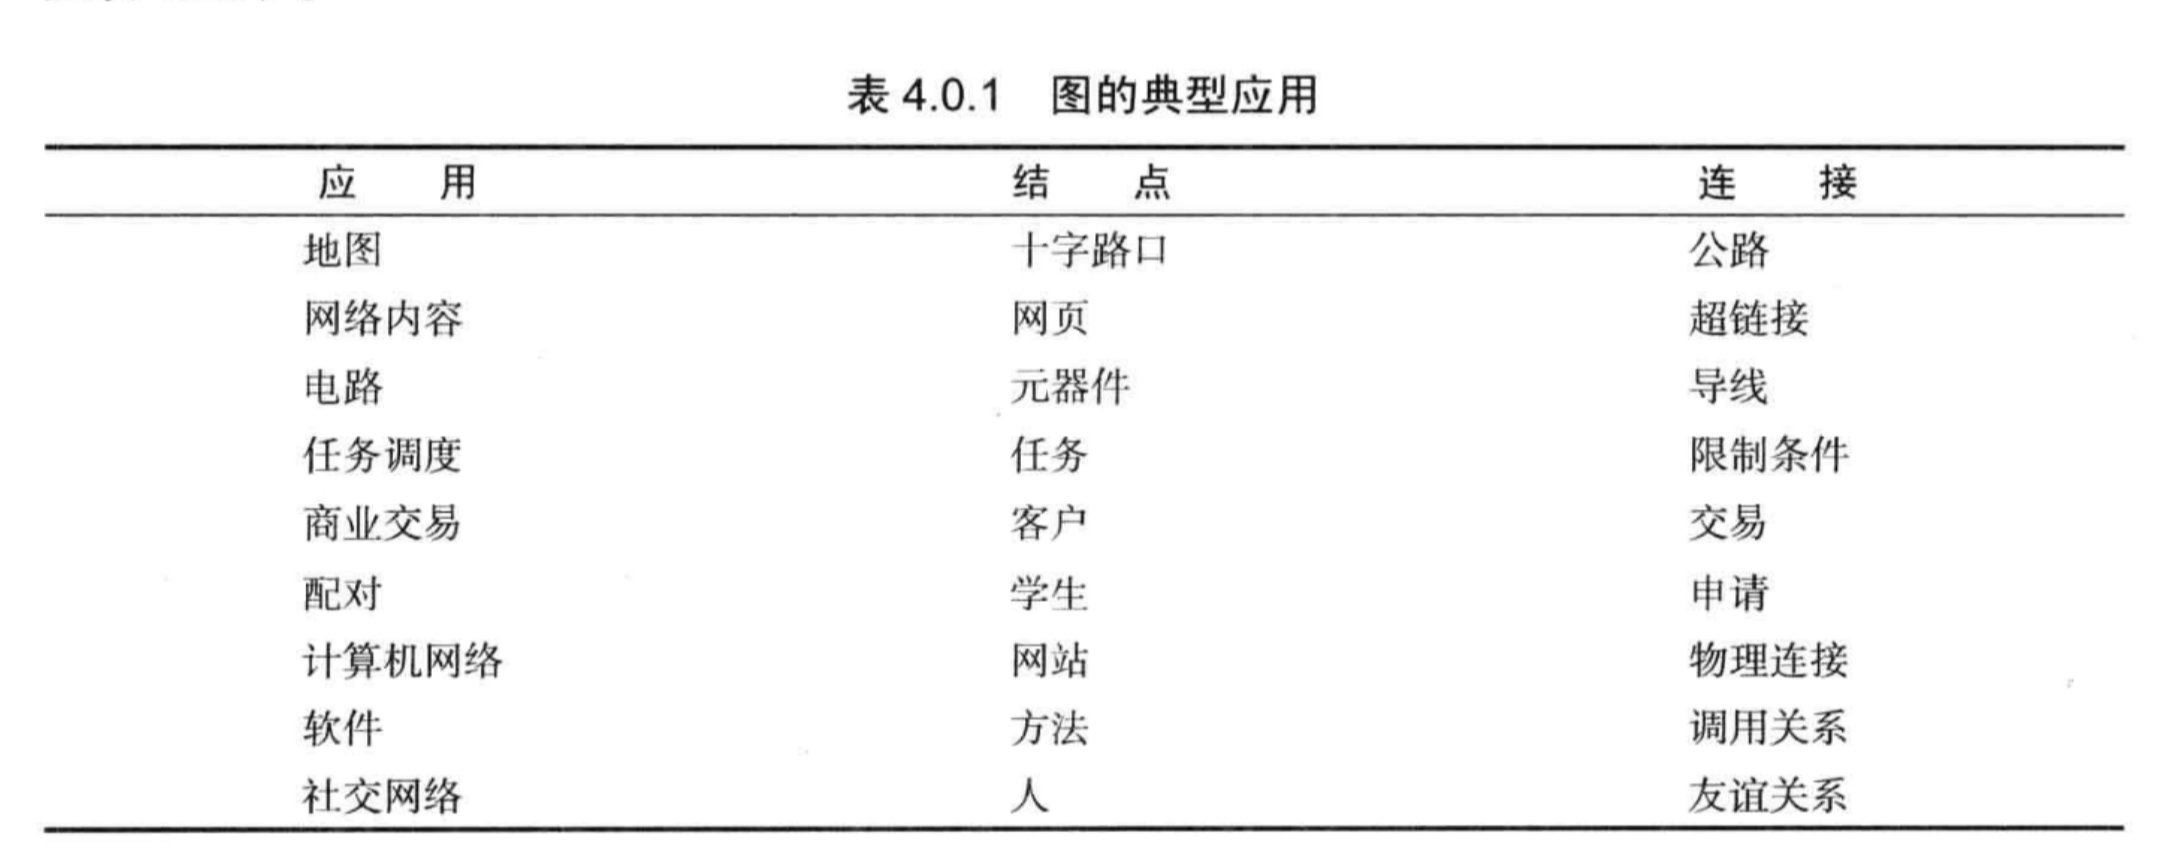 表 4.0.1 图的典型应用
应 用 结 点 连 接
地图 十字路口 公路
网络内容 网页 超链接
电路 元器件 导线
任务调度 任务 限制条件
商业交易 客户 交易
配对 学生 申请
计算机网络 网站 物理连接
软件 方法 调用关系
社交网络 人 友谊关系